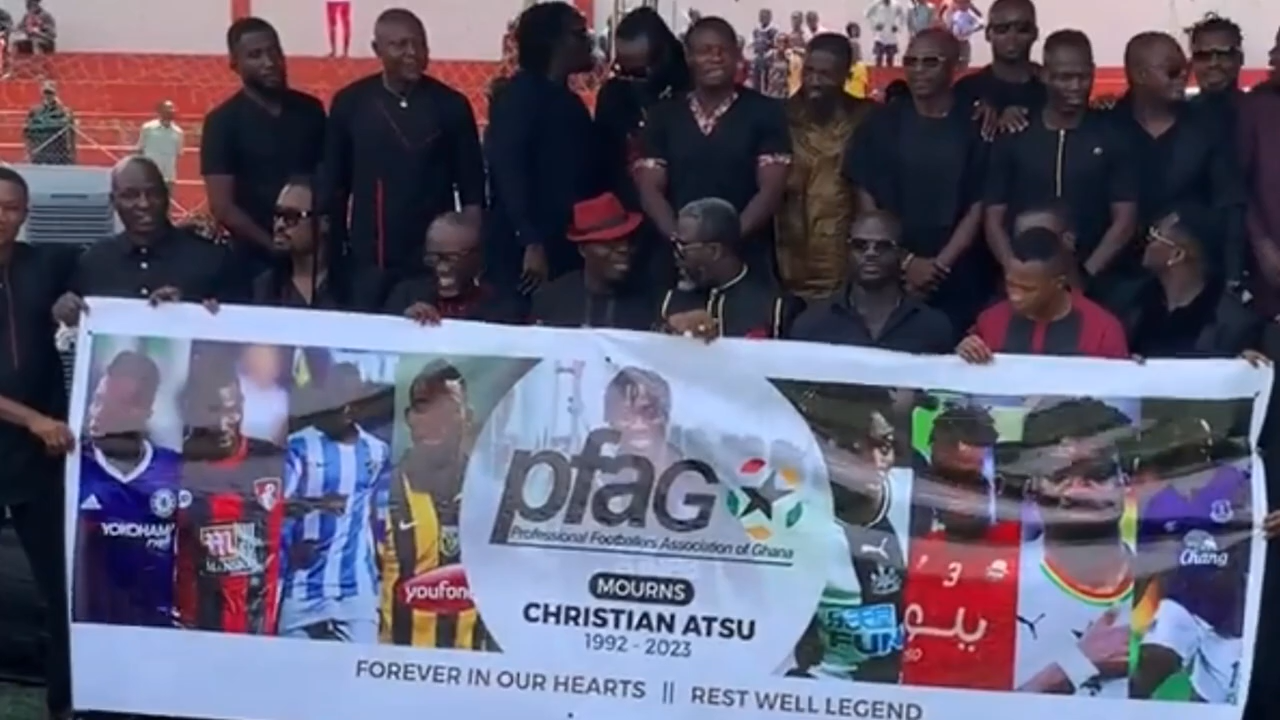 pfaG
Professional Footballers Association of Ghana
MOURNS
CHRISTIAN ATSU
1992 - 2023
FOREVER IN OUR HEARTS || REST WELL LEGEND
YOKOHAMA
youfone
FUN
3
Chang